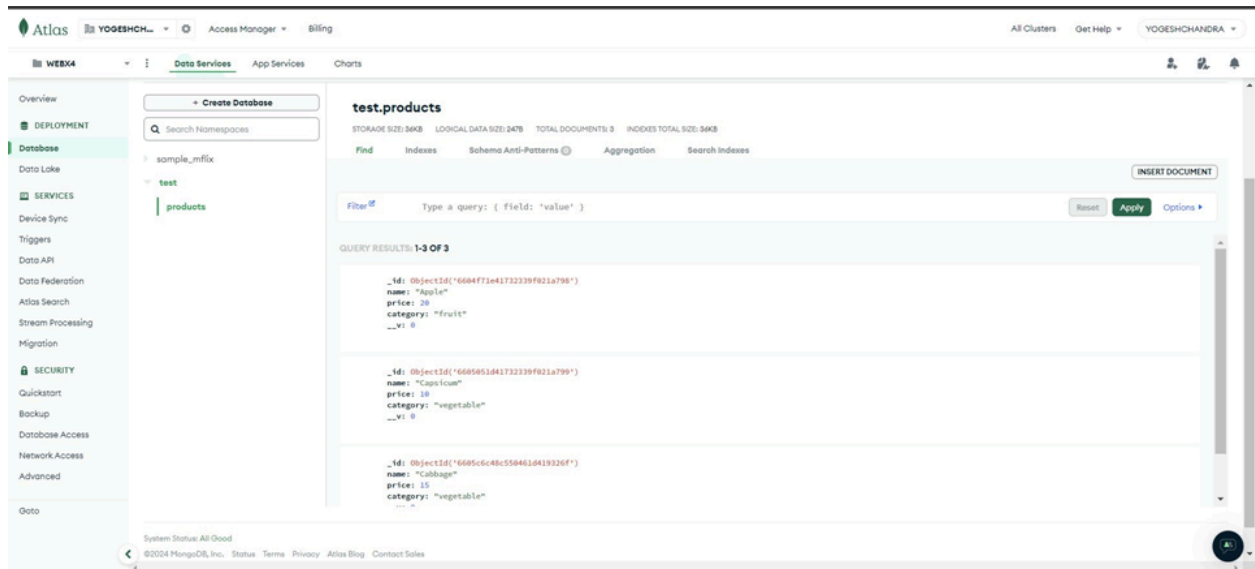 Atlas YOGESHCH... Access Manager Billing All Clusters Get Help YOGESHCHANDRA
WEBX4 Data Services App Services Charts
Overview
DEPLOYMENT
Database
Data Lake
SERVICES
Device Sync
Triggers
Data API
Data Federation
Atlas Search
Stream Processing
Migration
SECURITY
Quickstart
Backup
Database Access
Network Access
Advanced
Goto
+ Create Database
Search Namespaces
sample_mflix
test
products
test.products
STORAGE SIZE: 36KB LOGICAL DATA SIZE: 247B TOTAL DOCUMENTS: 3 INDEXES TOTAL SIZE: 36KB
Find Indexes Schema Anti-Patterns 0 Aggregation Search Indexes
INSERT DOCUMENT
Filter Type a query: { field: 'value' } Reset Apply Options
QUERY RESULTS: 1-3 OF 3
_id: ObjectId('6604f71e41732339f021a798')
name: "Apple"
price: 20
category: "fruit"
__v: 0
_id: ObjectId('6605051d41732339f021a799')
name: "Capsicum"
price: 10
category: "vegetable"
__v: 0
_id: ObjectId('6605c6c48c550461d419326f')
name: "Cabbage"
price: 15
category: "vegetable"
System Status: All Good
©2024 MongoDB, Inc. Status Terms Privacy Atlas Blog Contact Sales